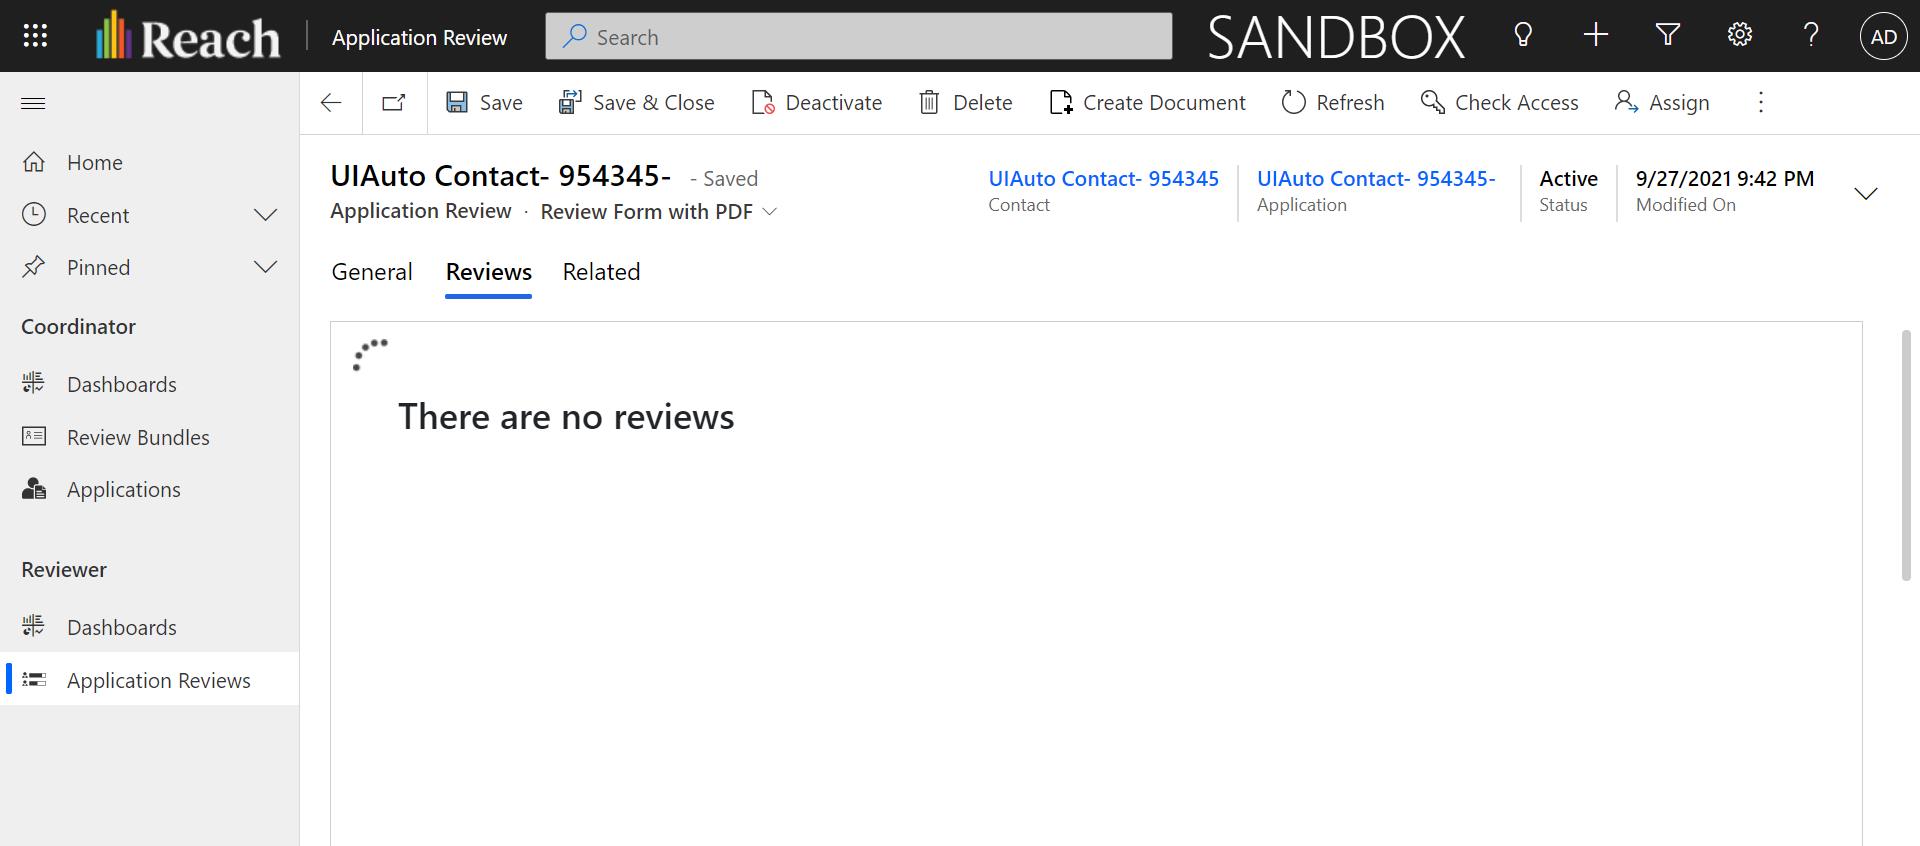 Reach
Application Review
Search
SANDBOX
?
AD
Save
Save & Close
Deactivate
Delete
Create Document
Refresh
Check Access
Assign
Home
Recent
Pinned
Coordinator
Dashboards
Review Bundles
Applications
Reviewer
Dashboards
Application Reviews
UIAuto Contact- 954345- - Saved
Application Review · Review Form with PDF
UIAuto Contact- 954345
Contact
UIAuto Contact- 954345-
Application
Active
Status
9/27/2021 9:42 PM
Modified On
General
Reviews
Related
There are no reviews